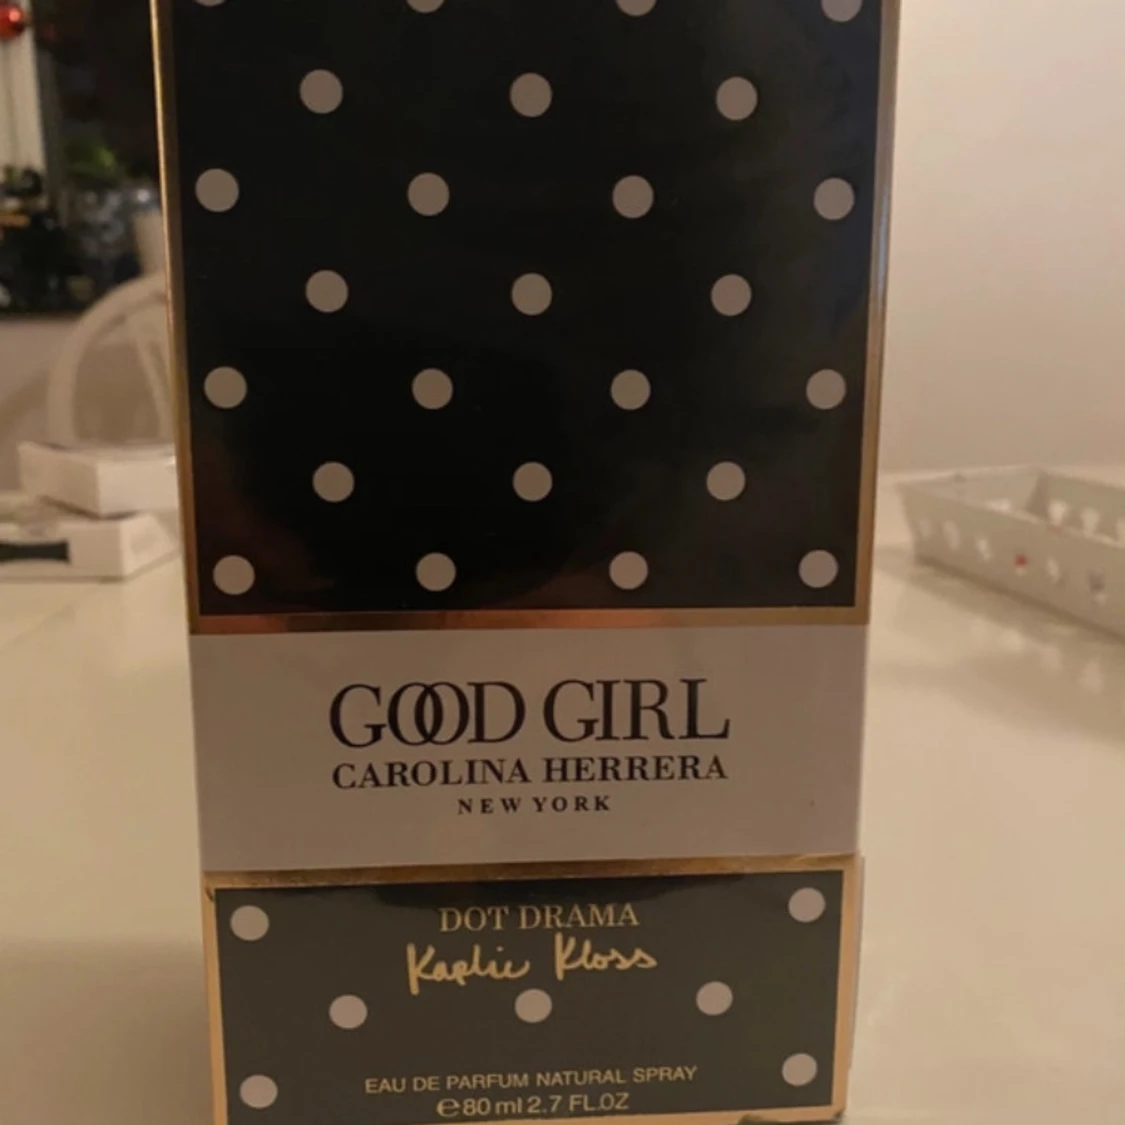 GOOD GIRL
CAROLINA HERRERA
NEW YORK
DOT DRAMA
Karlie Kloss
EAU DE PARFUM NATURAL SPRAY
℮80 ml 2.7 FL.OZ